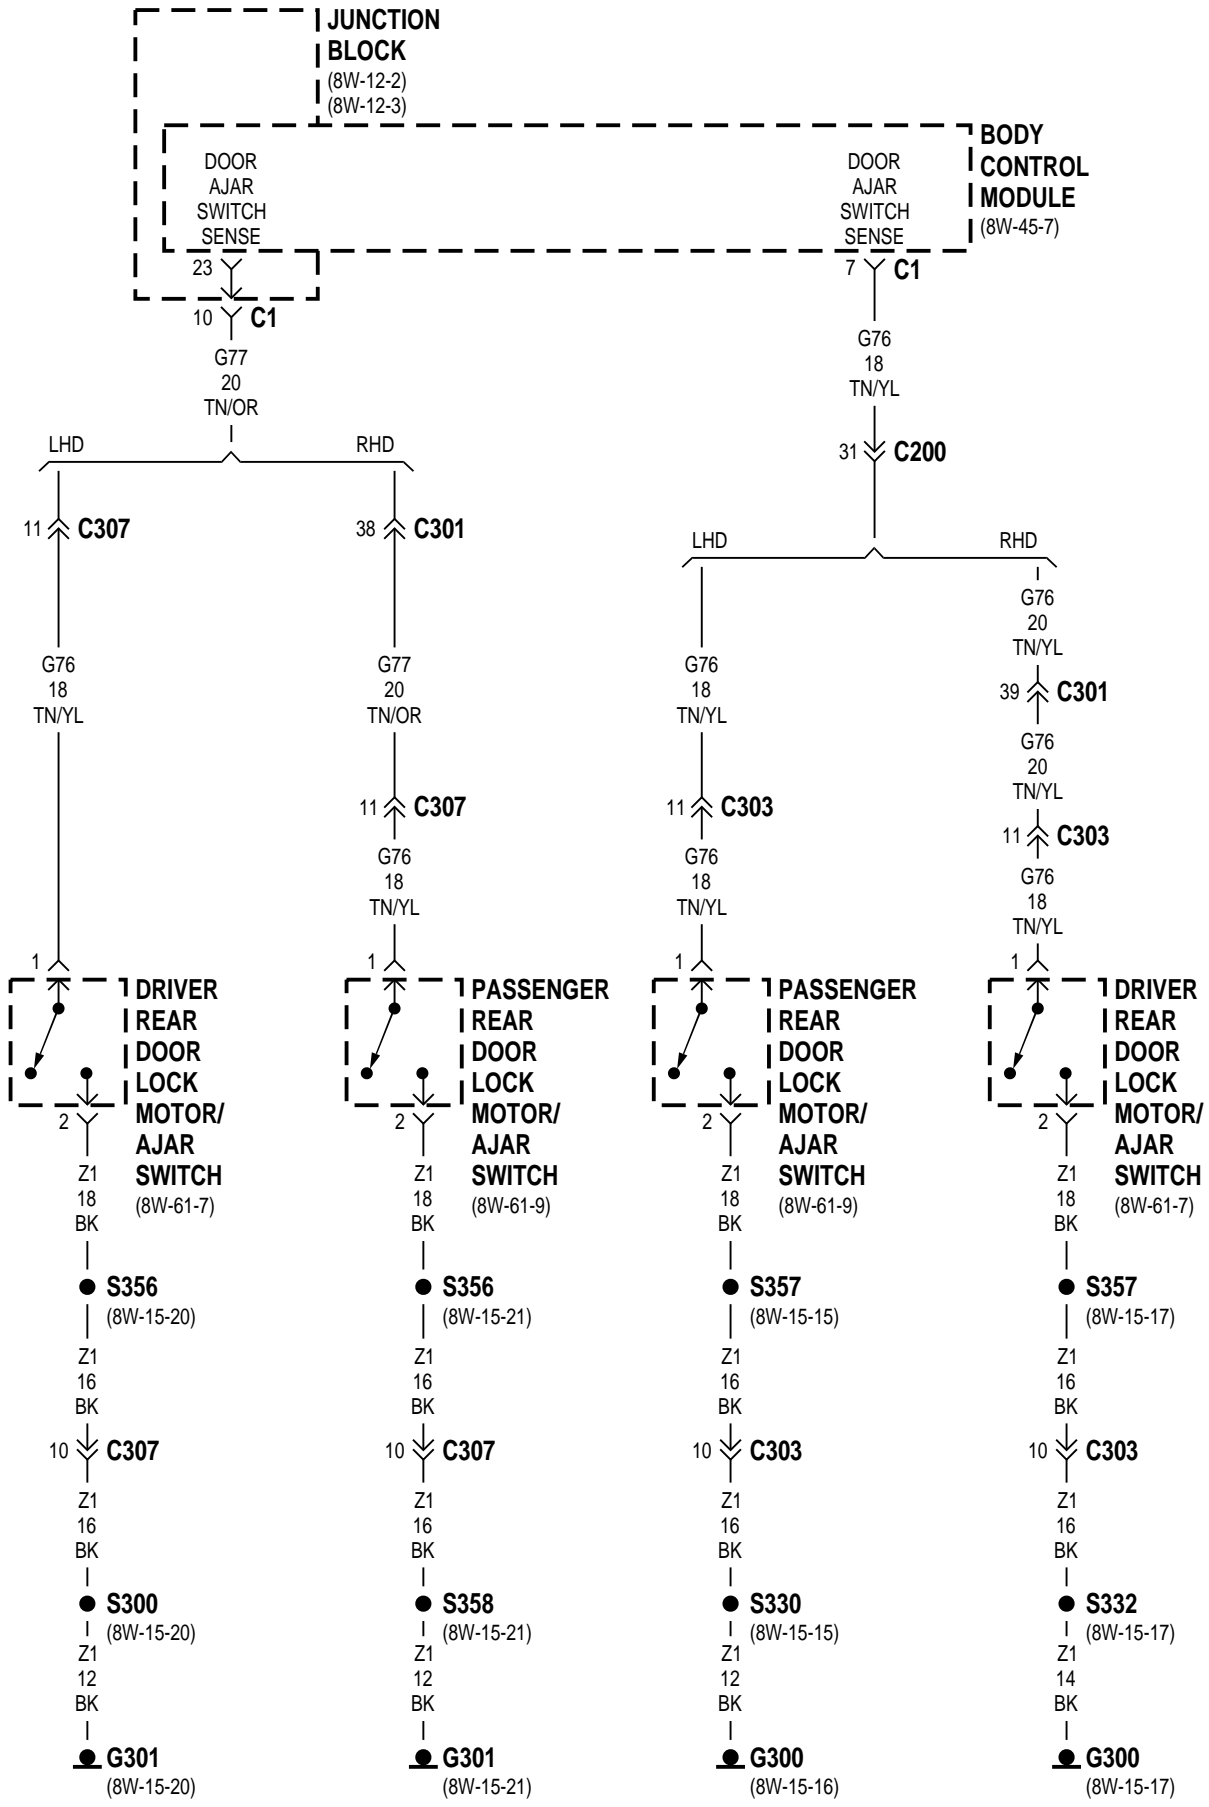 JUNCTION
BLOCK
(8W-12-2)
(8W-12-3)
BODY
CONTROL
MODULE
(8W-45-7)
DOOR
AJAR
SWITCH
SENSE
DOOR
AJAR
SWITCH
SENSE
23
7 C1
10 C1
G77
20
TN/OR
G76
18
TN/YL
LHD
RHD
31 C200
11 C307
38 C301
LHD
RHD
G76
20
TN/YL
G76
18
TN/YL
G77
20
TN/OR
G76
18
TN/YL
39 C301
G76
20
TN/YL
11 C307
11 C303
11 C303
G76
18
TN/YL
G76
18
TN/YL
G76
18
TN/YL
1
DRIVER
REAR
DOOR
LOCK
MOTOR/
AJAR
SWITCH
(8W-61-7)
2
1
PASSENGER
REAR
DOOR
LOCK
MOTOR/
AJAR
SWITCH
(8W-61-9)
2
1
PASSENGER
REAR
DOOR
LOCK
MOTOR/
AJAR
SWITCH
(8W-61-9)
2
1
DRIVER
REAR
DOOR
LOCK
MOTOR/
AJAR
SWITCH
(8W-61-7)
2
Z1
18
BK
S356
(8W-15-20)
Z1
16
BK
10 C307
Z1
16
BK
S300
(8W-15-20)
Z1
12
BK
G301
(8W-15-20)
Z1
18
BK
S356
(8W-15-21)
Z1
16
BK
10 C307
Z1
16
BK
S358
(8W-15-21)
Z1
12
BK
G301
(8W-15-21)
Z1
18
BK
S357
(8W-15-15)
Z1
16
BK
10 C303
Z1
16
BK
S330
(8W-15-15)
Z1
12
BK
G300
(8W-15-16)
Z1
18
BK
S357
(8W-15-17)
Z1
16
BK
10 C303
Z1
16
BK
S332
(8W-15-17)
Z1
14
BK
G300
(8W-15-17)